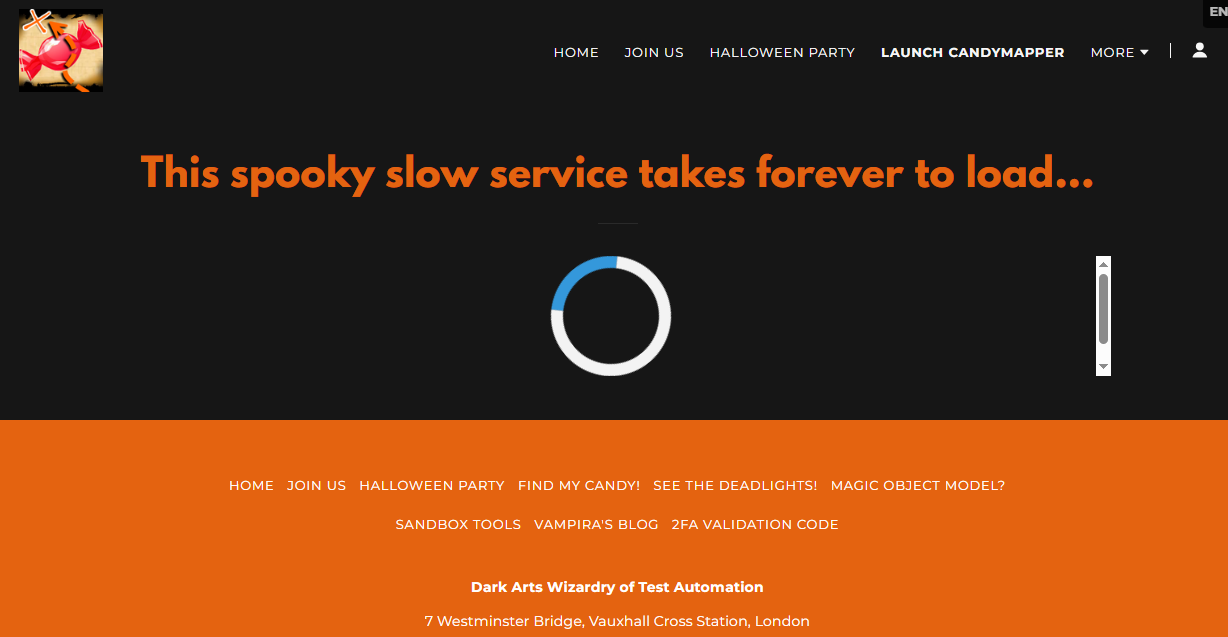 EN
HOME JOIN US HALLOWEEN PARTY LAUNCH CANDYMAPPER MORE
This spooky slow service takes forever to load...
HOME JOIN US HALLOWEEN PARTY FIND MY CANDY! SEE THE DEADLIGHTS! MAGIC OBJECT MODEL?
SANDBOX TOOLS VAMPIRA'S BLOG 2FA VALIDATION CODE
Dark Arts Wizardry of Test Automation
7 Westminster Bridge, Vauxhall Cross Station, London